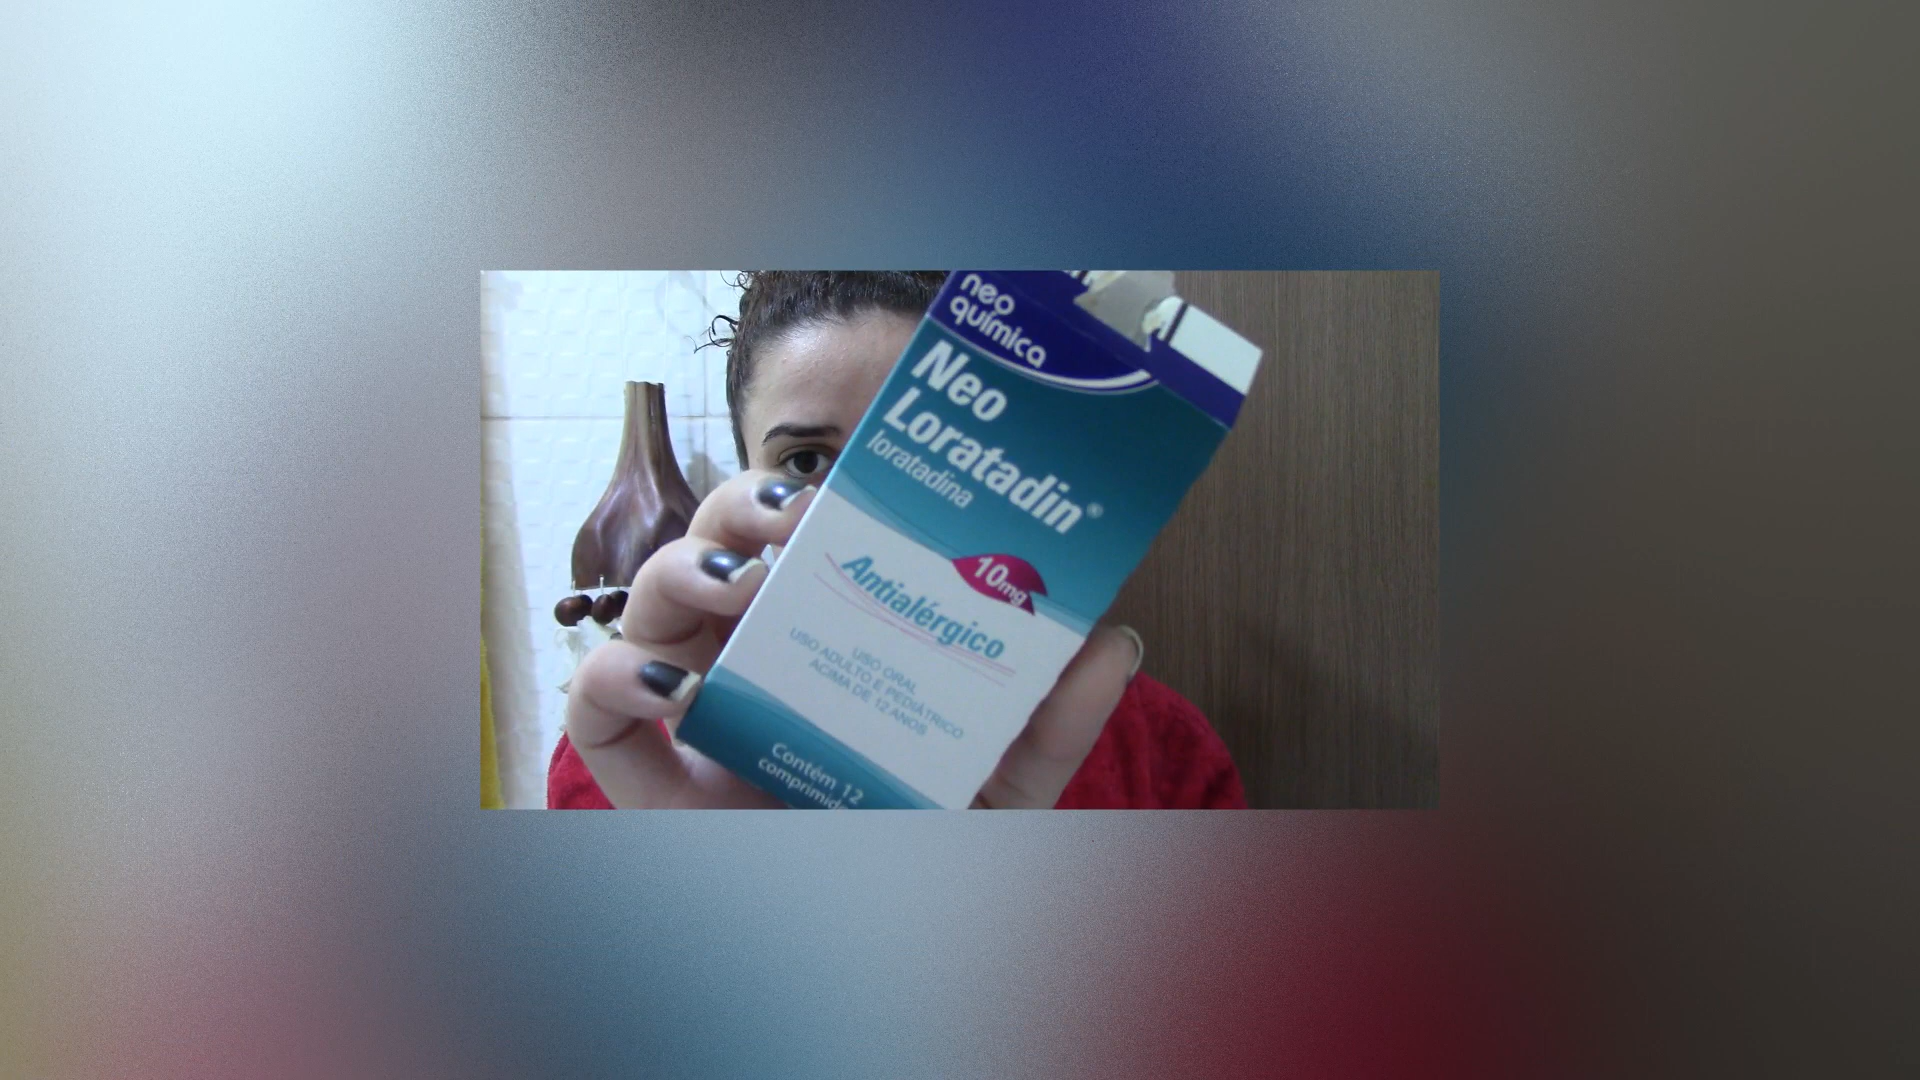 neo
química
Neo
Loratadin®
loratadina
10mg
Antialérgico
USO ORAL
USO ADULTO E PEDIÁTRICO
ACIMA DE 12 ANOS
Contém 12